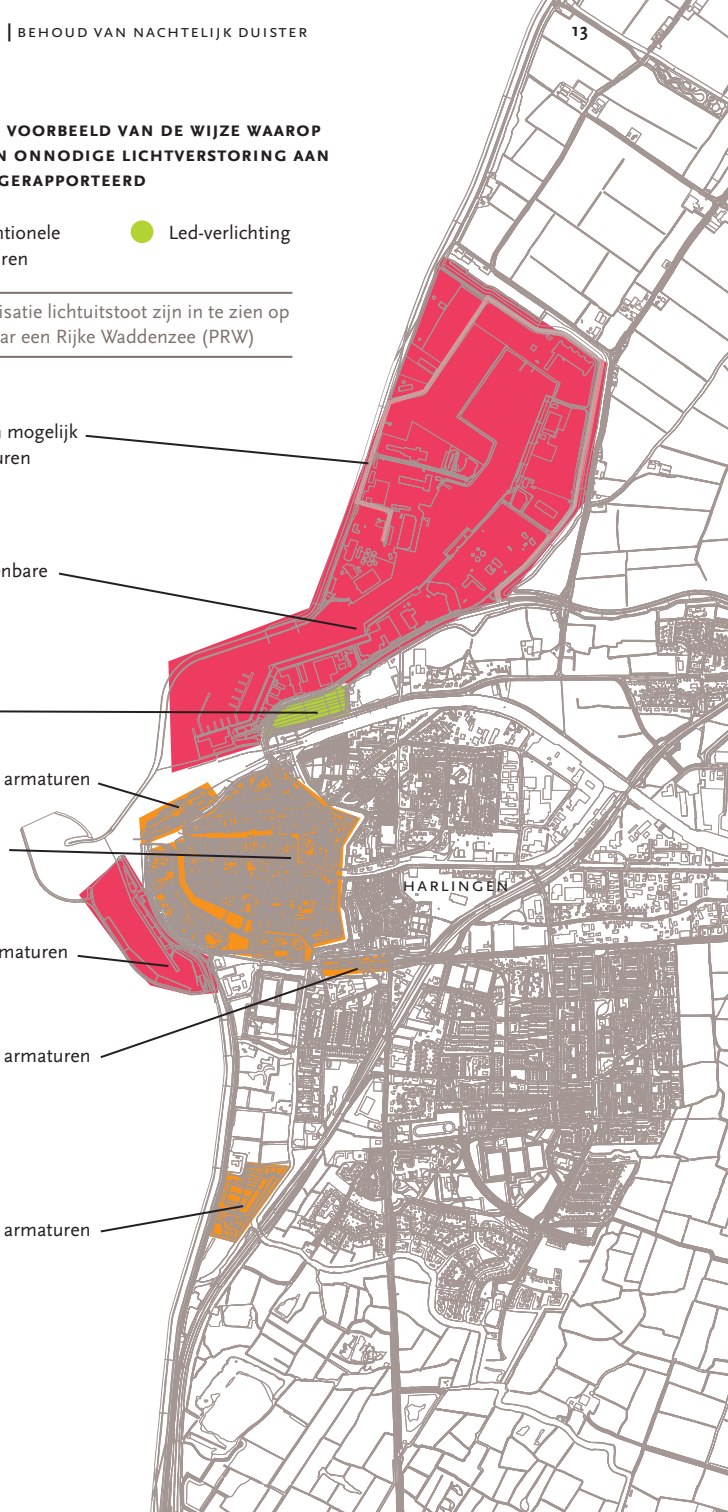 | BEHOUD VAN NACHTELIJK DUISTER
13
VOORBEELD VAN DE WIJZE WAAROP
N ONNODIGE LICHTVERSTORING AAN
GERAPPORTEERD
ntionele
ren
Led-verlichting
isatie lichtuitstoot zijn in te zien op
ar een Rijke Waddenzee (PRW)
n mogelijk
uren
enbare
armaturen
maturen
armaturen
armaturen
HARLINGEN